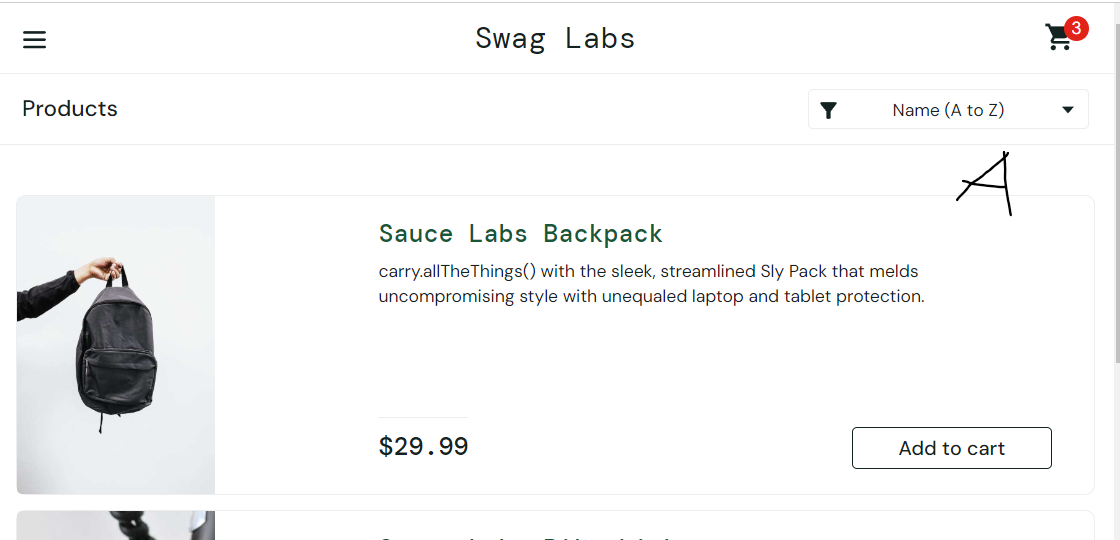 Swag Labs
3
Products
Name (A to Z)
A
Sauce Labs Backpack
carry.allTheThings() with the sleek, streamlined Sly Pack that melds
uncompromising style with unequaled laptop and tablet protection.
$29.99
Add to cart